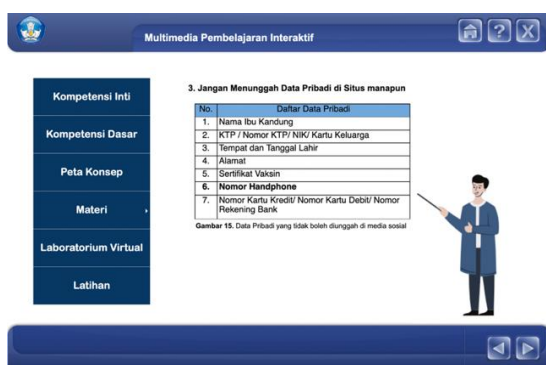 Multimedia Pembelajaran Interaktif
?
X
Kompetensi Inti
Kompetensi Dasar
Peta Konsep
Materi
Laboratorium Virtual
Latihan
3. Jangan Menunggah Data Pribadi di Situs manapun
No. Daftar Data Pribadi
1. Nama Ibu Kandung
2. KTP / Nomor KTP/ NIK/ Kartu Keluarga
3. Tempat dan Tanggal Lahir
4. Alamat
5. Sertifikat Vaksin
6. Nomor Handphone
7. Nomor Kartu Kredit/ Nomor Kartu Debit/ Nomor
Rekening Bank
Gambar 15. Data Pribadi yang tidak boleh diunggah di media sosial